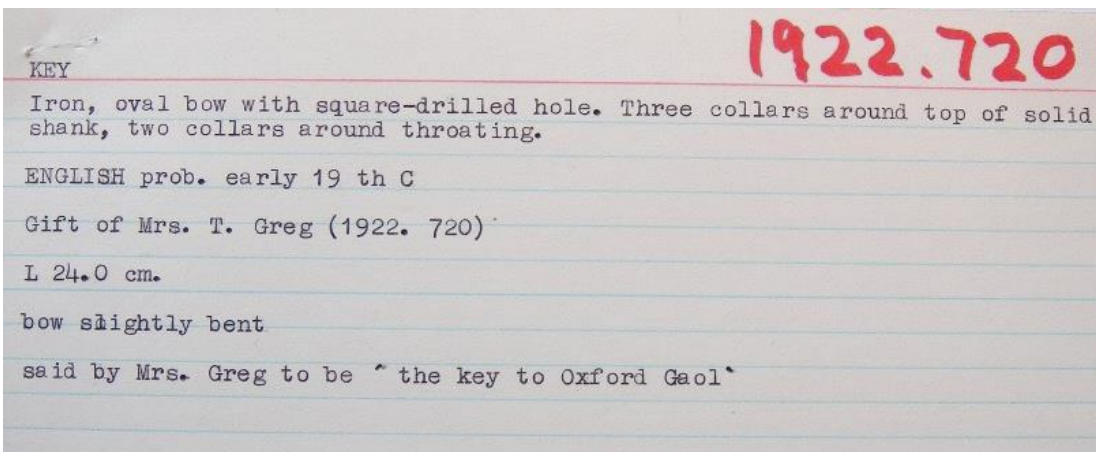 1922.720
KEY
Iron, oval bow with square-drilled hole. Three collars around top of solid
shank, two collars around throating.
ENGLISH prob. early 19 th C
Gift of Mrs. T. Greg (1922. 720)
L 24.0 cm.
bow slightly bent
said by Mrs. Greg to be " the key to Oxford Gaol"